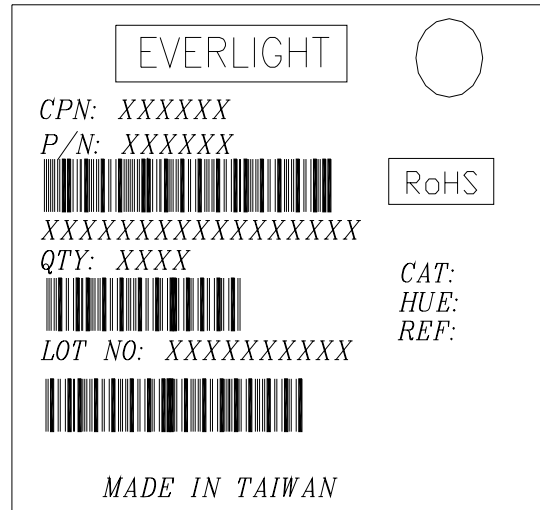 EVERLIGHT
CPN: XXXXXX
P/N: XXXXXX
RoHS
XXXXXXXXXXXXXXXXX
QTY: XXXX
CAT:
HUE:
REF:
LOT NO: XXXXXXXXXX
MADE IN TAIWAN